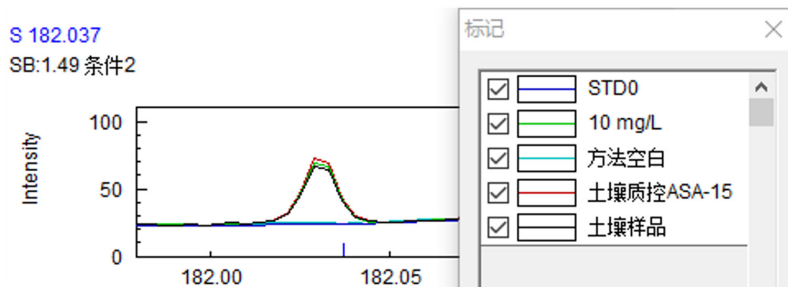 S 182.037
SB:1.49 条件2
Intensity
100
50
0
182.00
182.05
标记
STD0
10 mg/L
方法空白
土壤质控ASA-15
土壤样品